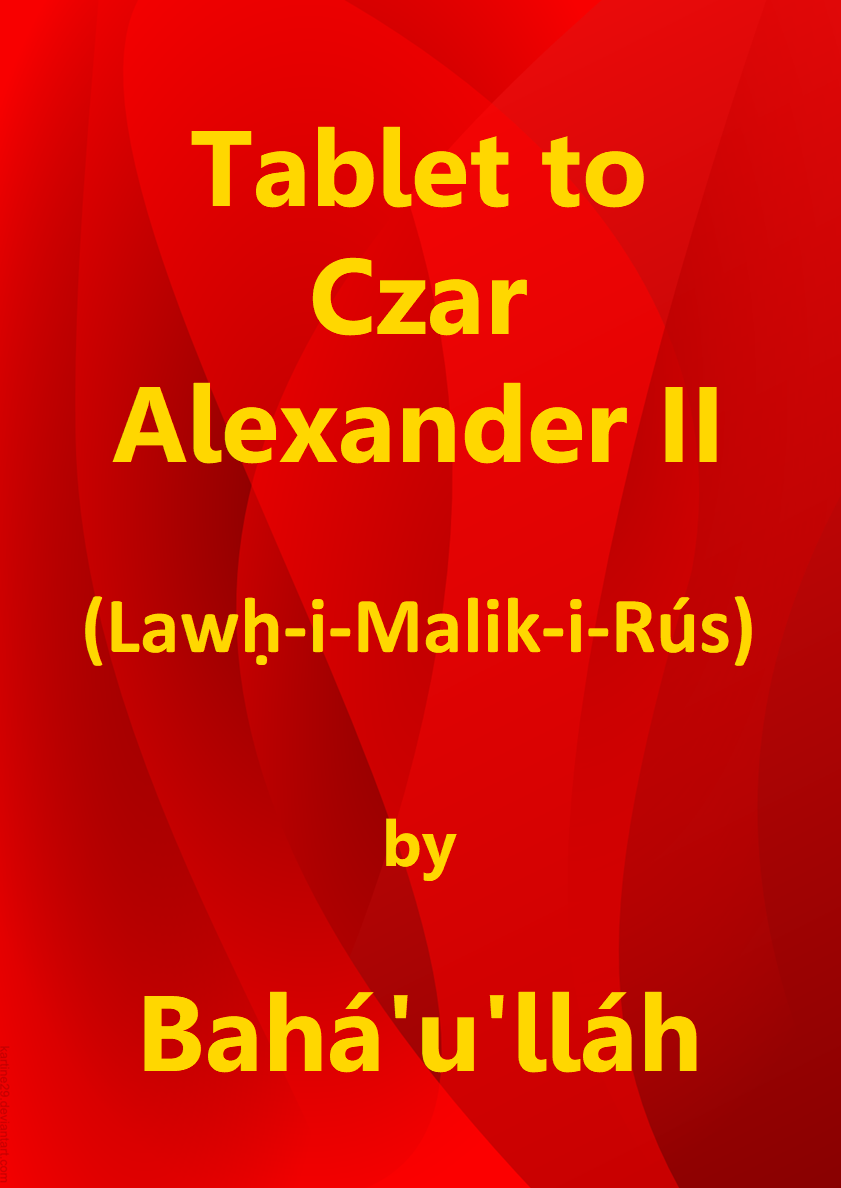 Tablet to
Czar
Alexander II
(Lawḥ-i-Malik-i-Rús)
by
Bahá'u'lláh